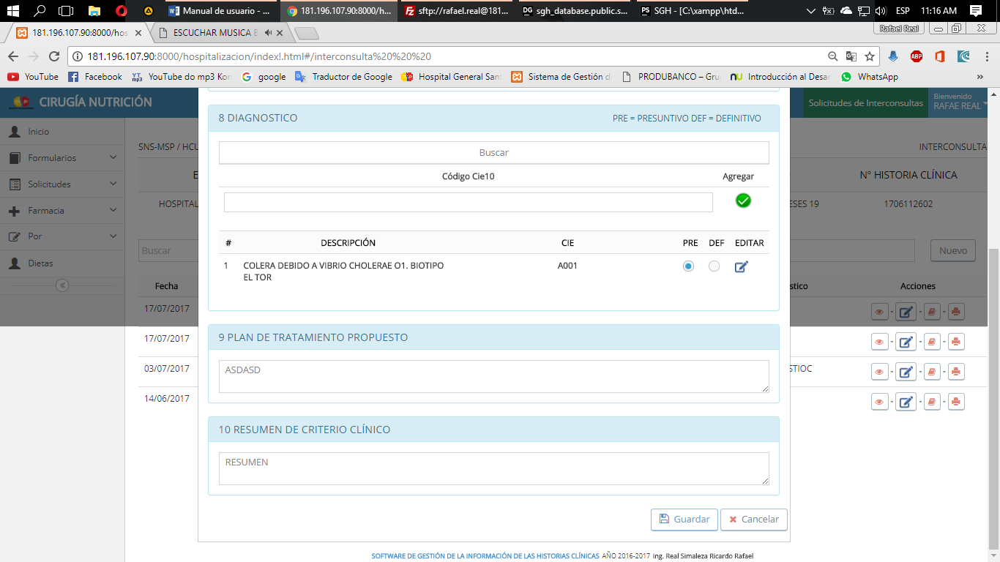 Manual de usuario - ...
181.196.107.90:8000/h...
sftp://rafael.real@181...
DG sgh_database.public.s...
PS SGH - [C:\xampp\htd...
ESP 11:16 AM
181.196.107.90:8000/hos
ESCUCHAR MUSICA B
Rafael Real
181.196.107.90:8000/hospitalizacion/index!.html#/interconsulta%20%20%20
ABP
YouTube
Facebook
YouTube do mp3 Kon
google
Traductor de Google
Hospital General Sant
Sistema de Gestión d
PRODUBANCO – Gru
Introducción al Desar
WhatsApp
»
CIRUGÍA NUTRICIÓN
Solicitudes de Interconsultas
Bienvenido
RAFAE REAL
Inicio
Formularios
Solicitudes
Farmacia
Por
Dietas
SNS-MSP / HCU
INTERCONSULTA
E
N° HISTORIA CLÍNICA
HOSPITAL
ESES 19
1706112602
Buscar
Nuevo
Fecha
stico
Acciones
17/07/2017
17/07/2017
03/07/2017
STIOC
14/06/2017
8 DIAGNOSTICO
PRE = PRESUNTIVO DEF = DEFINITIVO
Buscar
Código Cie10
Agregar
# DESCRIPCIÓN CIE PRE DEF EDITAR
1 COLERA DEBIDO A VIBRIO CHOLERAE O1. BIOTIPO A001
EL TOR
9 PLAN DE TRATAMIENTO PROPUESTO
ASDASD
10 RESUMEN DE CRITERIO CLÍNICO
RESUMEN
Guardar
Cancelar
SOFTWARE DE GESTIÓN DE LA INFORMACIÓN DE LAS HISTORIAS CLÍNICAS AÑO 2016-2017 Ing. Real Simaleza Ricardo Rafael